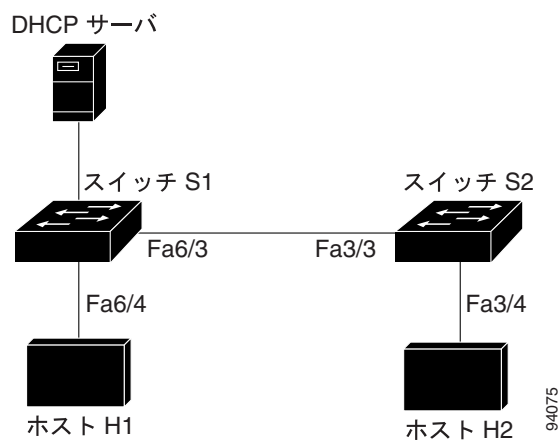 DHCP サーバ
スイッチ S1
スイッチ S2
Fa6/3
Fa3/3
Fa6/4
Fa3/4
ホスト H1
ホスト H2
94075